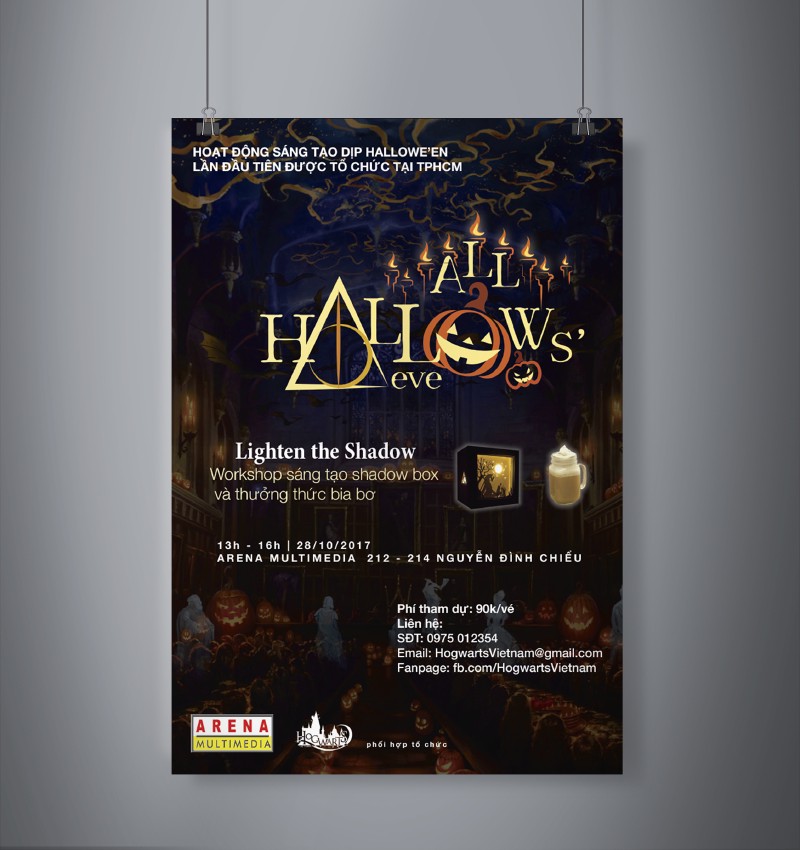 HOẠT ĐỘNG SÁNG TẠO DỊP HALLOWE'EN
LẦN ĐẦU TIÊN ĐƯỢC TỔ CHỨC TẠI TPHCM
ALL
HALLOWS'
eve
Lighten the Shadow
Workshop sáng tạo shadow box
và thưởng thức bia bơ
13h - 16h | 28/10/2017
ARENA MULTIMEDIA 212 - 214 NGUYỄN ĐÌNH CHIỂU
Phí tham dự: 90k/vé
Liên hệ:
SĐT: 0975 012354
Email: HogwartsVietnam@gmail.com
Fanpage: fb.com/HogwartsVietnam
ARENA
MULTIMEDIA
HOGWARTS
phối hợp tổ chức